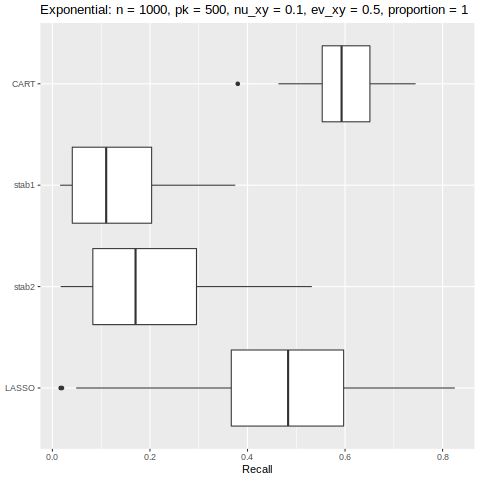 Exponential: n = 1000, pk = 500, nu_xy = 0.1, ev_xy = 0.5, proportion = 1
CART
stab1
stab2
LASSO
0.0 0.2 0.4 0.6 0.8
Recall